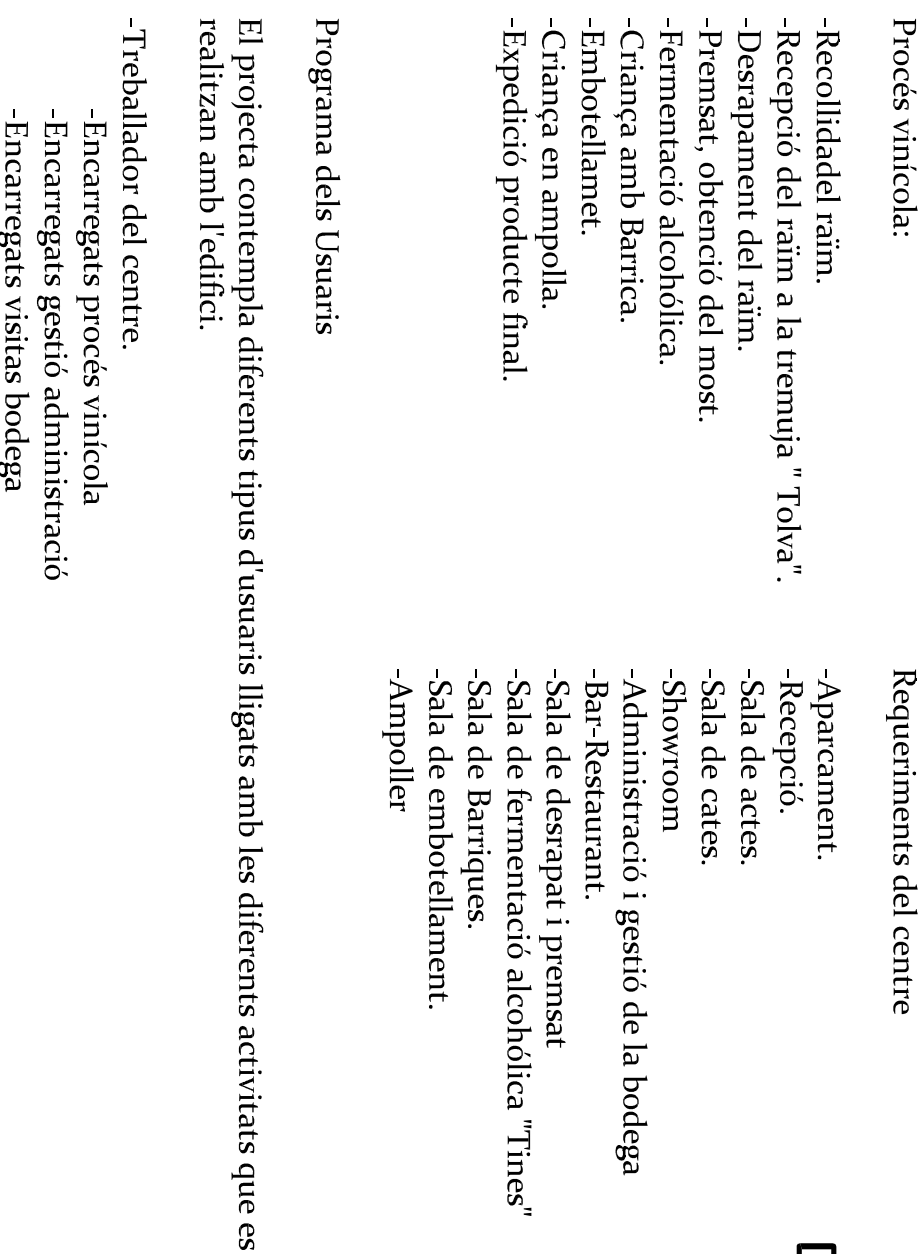 Procés vinícola:
-Recollidadel raïm.
-Recepció del raïm a la tremuja " Tolva".
-Desrapament del raïm.
-Premsat, obtenció del most.
-Fermentació alcohólica.
-Criança amb Barrica.
-Embotellamet.
-Criança en ampolla.
-Expedició producte final.
Requeriments del centre
-Aparcament.
-Recepció.
-Sala de actes.
-Sala de cates.
-Showroom
-Administració i gestió de la bodega
-Bar-Restaurant.
-Sala de desrapat i premsat
-Sala de fermentació alcohólica "Tines"
-Sala de Barriques.
-Sala de embotellament.
-Ampoller
Programa dels Usuaris
El projecta contempla diferents tipus d'usuaris lligats amb les diferents activitats que es
realitzan amb l'edifici.
-Treballador del centre.
-Encarregats procés vinícola
-Encarregats gestió administració
-Encarregats visitas bodega